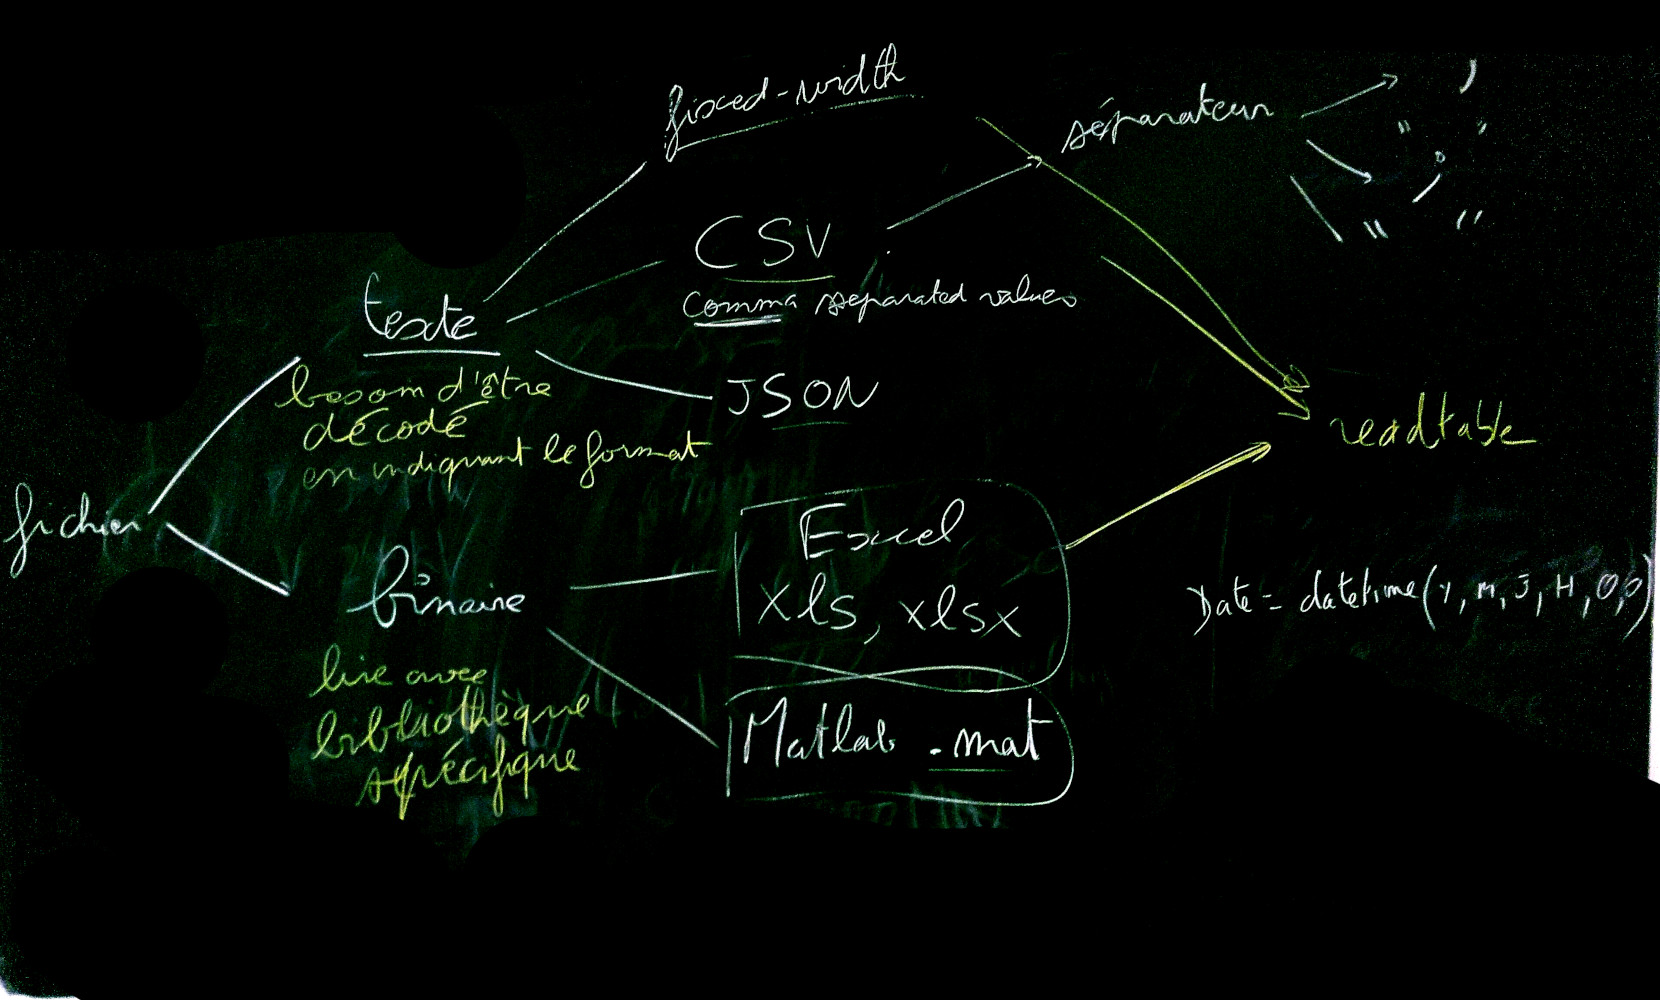 fixed-width
séparateur
,
" "
;
" "
CSV
comma separated values
texte
besoin d'être
décodé
en indiquant le format
JSON
readtable
fichier
Excel
xls, xlsx
binaire
Date = datetime(Y, M, J, H, 0, 0)
lire avec
bibliothèque
spécifique
Matlab .mat